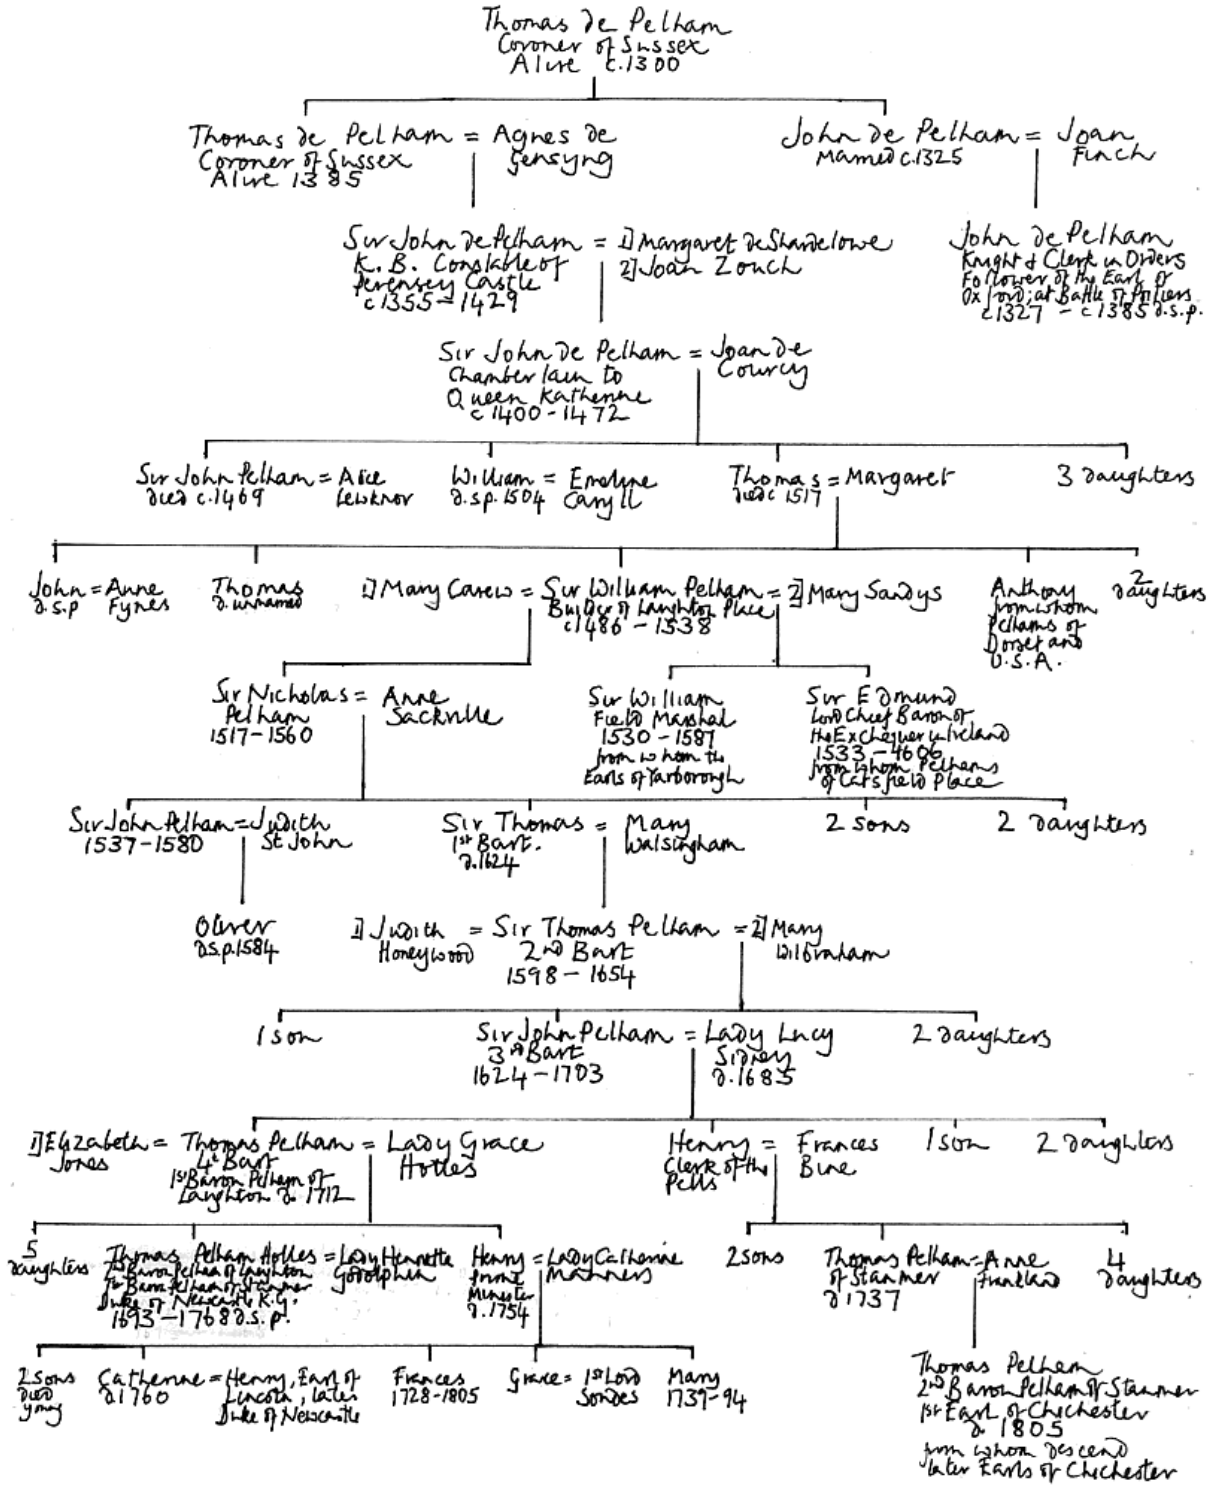 Thomas de Pelham
Coroner of Sussex
Alive c.1300
Thomas de Pelham = Agnes de
Coroner of Sussex Gensyng
Alive 1385
John de Pelham = Joan
Married c.1325 Finch
Sir John de Pelham = 1] Margaret de Shardelowe
K. B. Constable of 2] Joan Zouch
Pevensey Castle
c1355 - 1429
John de Pelham
Knight & Clerk in Orders
Follower of the Earl of
Oxford; at Battle of Poitiers
c1327 - c1385 d.s.p.
Sir John de Pelham = Joan de
Chamberlain to Courcy
Queen Katherine
c1400 - 1472
Sir John Pelham = Alice
died c.1469 Lewknor
William = Emeline
d.s.p. 1504 Caryll
Thomas = Margaret
died c 1517
3 daughters
John = Anne
d.s.p Fynes
Thomas
d. unmarried
1] Mary Carew = Sir William Pelham = 2] Mary Sandys
Builder of Laughton Place
c1486 - 1538
Anthony
from whom
Pelhams of
Dorset and
U.S.A.
2
daughters
Sir Nicholas = Anne
Pelham Sackville
1517-1560
Sir William
Field Marshal
1530 - 1587
from whom the
Earls of Yarborough
Sir Edmund
Lord Chief Baron of
the Exchequer in Ireland
1533 - 1606
from whom Pelhams
of Catsfield Place
Sir John Pelham = Judith
1537-1580 St John
Sir Thomas = Mary
1st Bart. Walsingham
d.1624
2 sons
2 daughters
Oliver
d.s.p. 1584
1] Judith = Sir Thomas Pelham = 2] Mary
Honeywood 2nd Bart Wilbraham
1598 - 1654
1 son
Sir John Pelham = Lady Lucy
3rd Bart Sidney
1624-1703 d.1685
2 daughters
1] Elizabeth = Thomas Pelham = Lady Grace
Jones 4th Bart Holles
1st Baron Pelham of
Laughton d. 1712
Henry = Frances
Clerk of the Bine
Pells
1 son
2 daughters
5
daughters
Thomas Pelham Holles = Lady Henrietta
2nd Baron Pelham of Laughton Godolphin
1st Baron Pelham of Stanmer
Duke of Newcastle K.G.
1693 - 1768 d.s.p.
Henry = Lady Catherine
Prime Manners
Minister
d.1754
2 sons
Thomas Pelham = Anne
of Stanmer Frankland
d 1737
4
daughters
2 Sons
died
young
Catherine = Henry, Earl of
d1760 Lincoln, later
Duke of Newcastle
Frances
1728-1805
Grace = 1st Lord
Sondes
Mary
1739-94
Thomas Pelham
2nd Baron Pelham of Stanmer
1st Earl of Chichester
d. 1805
from whom descend
later Earls of Chichester